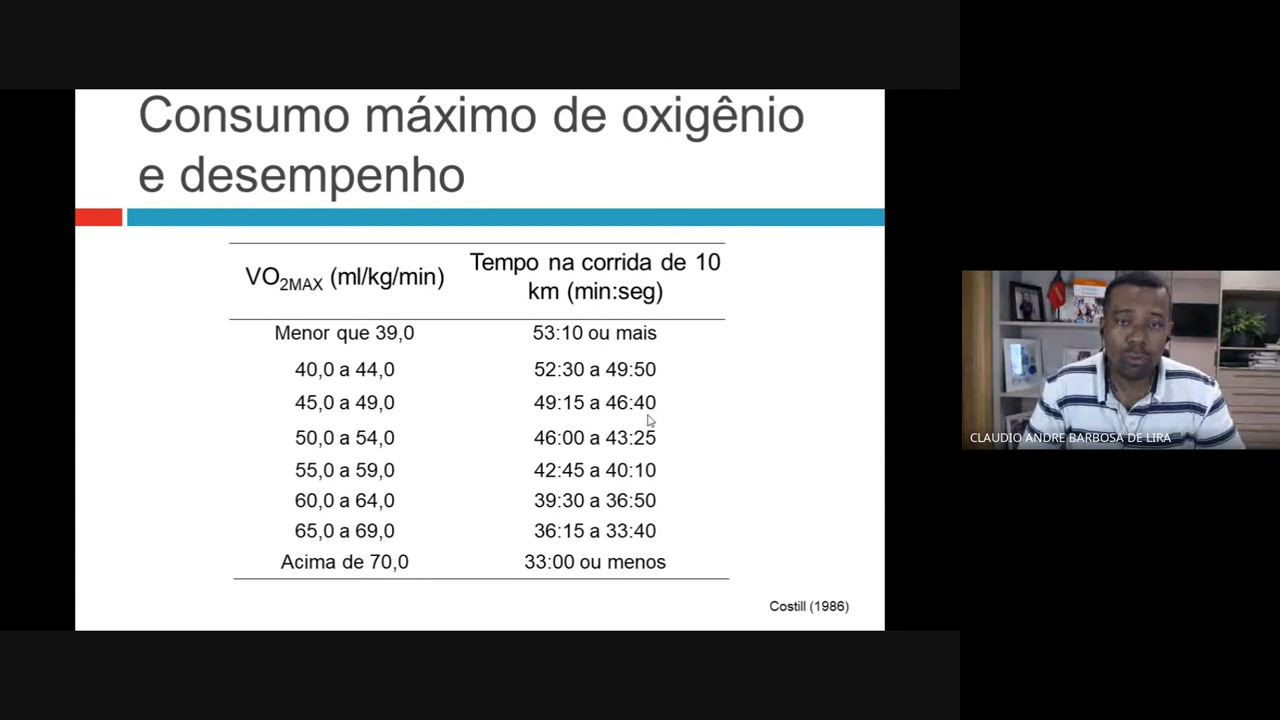 Consumo máximo de oxigênio
e desempenho
VO2MAX (ml/kg/min)
Tempo na corrida de 10
km (min:seg)
Menor que 39,0 53:10 ou mais
40,0 a 44,0 52:30 a 49:50
45,0 a 49,0 49:15 a 46:40
50,0 a 54,0 46:00 a 43:25
55,0 a 59,0 42:45 a 40:10
60,0 a 64,0 39:30 a 36:50
65,0 a 69,0 36:15 a 33:40
Acima de 70,0 33:00 ou menos
Costill (1986)
CLAUDIO ANDRE BARBOSA DE LIRA